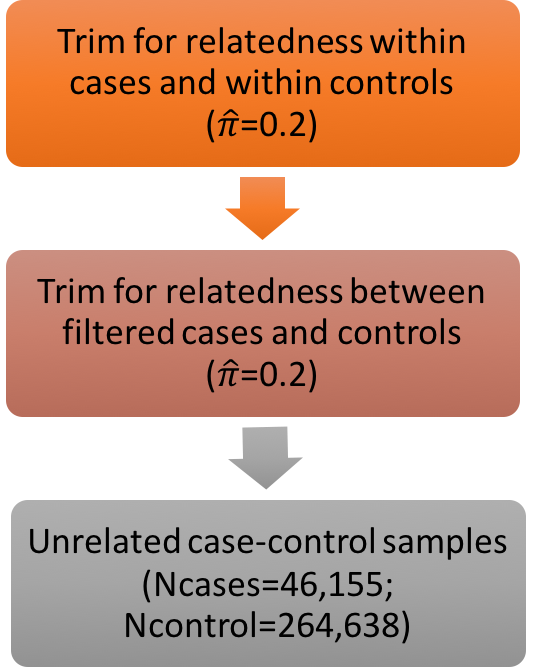 Trim for relatedness within
cases and within controls
(π̂=0.2)
Trim for relatedness between
filtered cases and controls
(π̂=0.2)
Unrelated case-control samples
(Ncases=46,155;
Ncontrol=264,638)